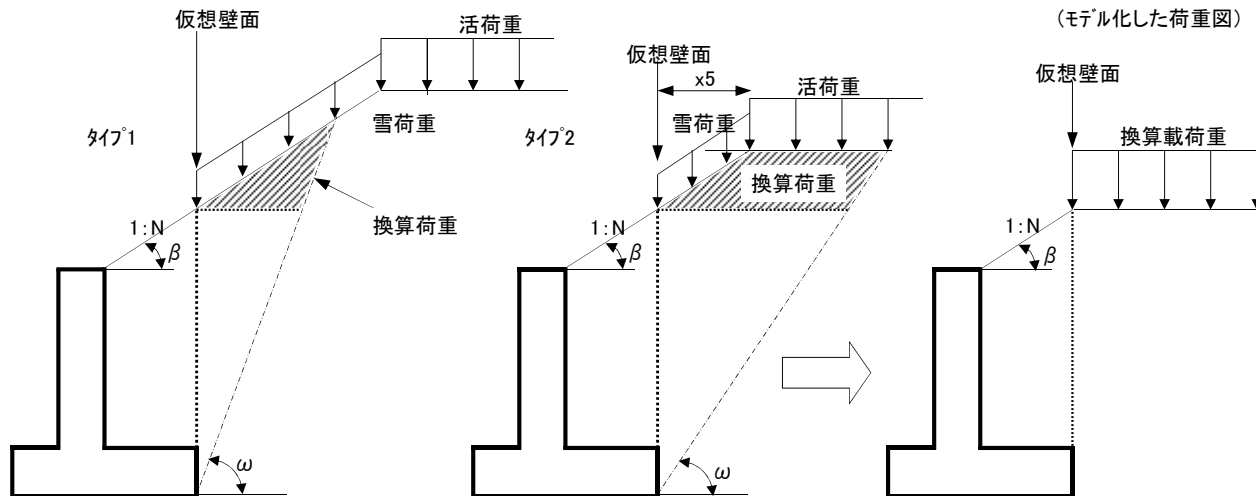 仮想壁面
活荷重
雪荷重
ﾀｲﾌﾟ1
換算荷重
1:N
β
ω
仮想壁面
x5
活荷重
雪荷重
ﾀｲﾌﾟ2
換算荷重
1:N
β
ω
(ﾓﾃﾞﾙ化した荷重図)
仮想壁面
換算載荷重
1:N
β